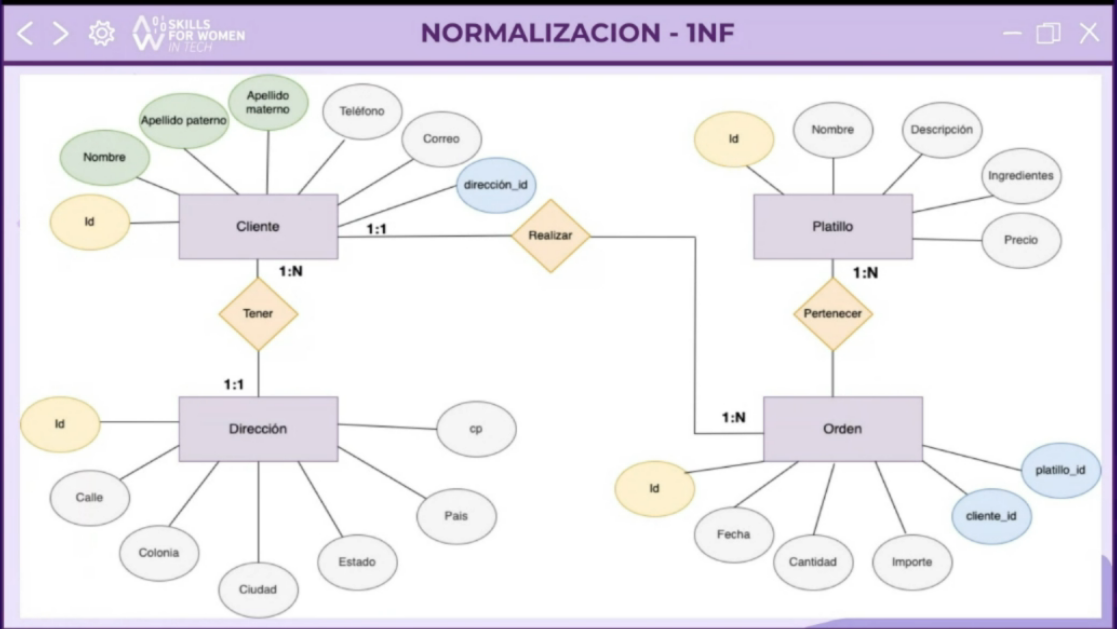 SKILLS
FOR WOMEN
IN TECH
NORMALIZACION - 1NF
Apellido
materno
Apellido paterno
Teléfono
Nombre
Correo
dirección_id
Id
Cliente
1:1
Realizar
1:N
Tener
1:1
Id
Dirección
cp
Calle
Colonia
Ciudad
Estado
Pais
Id
Nombre
Descripción
Ingredientes
Platillo
Precio
1:N
Pertenecer
1:N
Orden
Id
platillo_id
cliente_id
Fecha
Cantidad
Importe